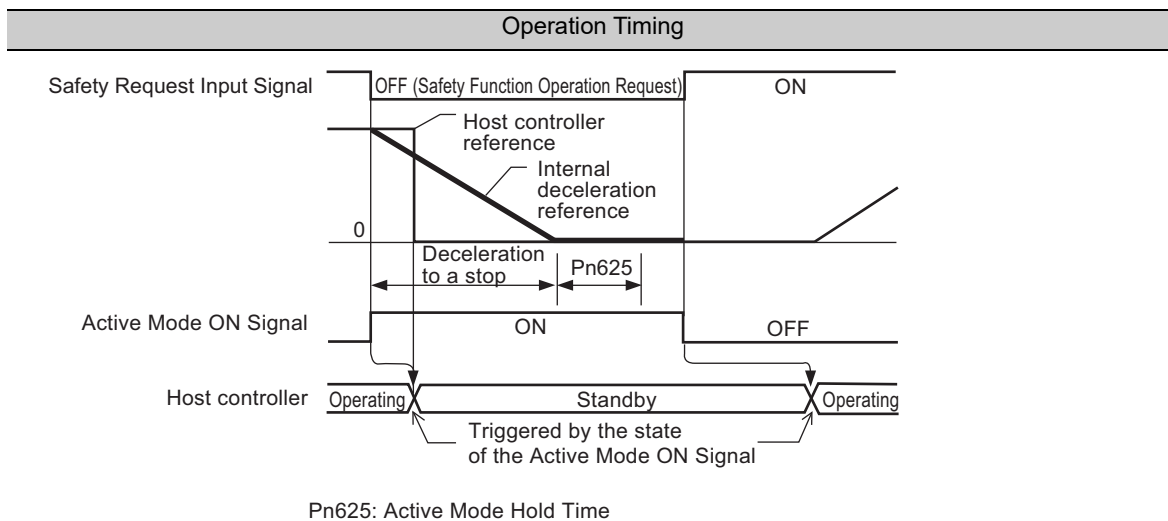 Operation Timing
Safety Request Input Signal
OFF (Safety Function Operation Request)
ON
Host controller
reference
Internal
deceleration
reference
0
Deceleration
to a stop
Pn625
Active Mode ON Signal
ON
OFF
Host controller
Operating
Standby
Operating
Triggered by the state
of the Active Mode ON Signal
Pn625: Active Mode Hold Time